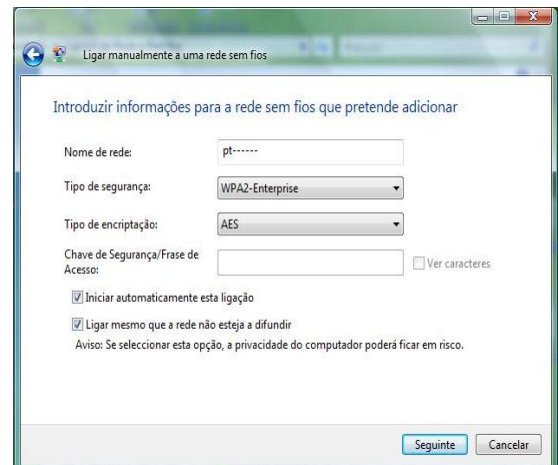 Ligar manualmente a uma rede sem fios
Introduzir informações para a rede sem fios que pretende adicionar
Nome de rede:
pt------
Tipo de segurança:
WPA2-Enterprise
Tipo de encriptação:
AES
Chave de Segurança/Frase de
Acesso:
Ver caracteres
Iniciar automaticamente esta ligação
Ligar mesmo que a rede não esteja a difundir
Aviso: Se seleccionar esta opção, a privacidade do computador poderá ficar em risco.
Seguinte
Cancelar